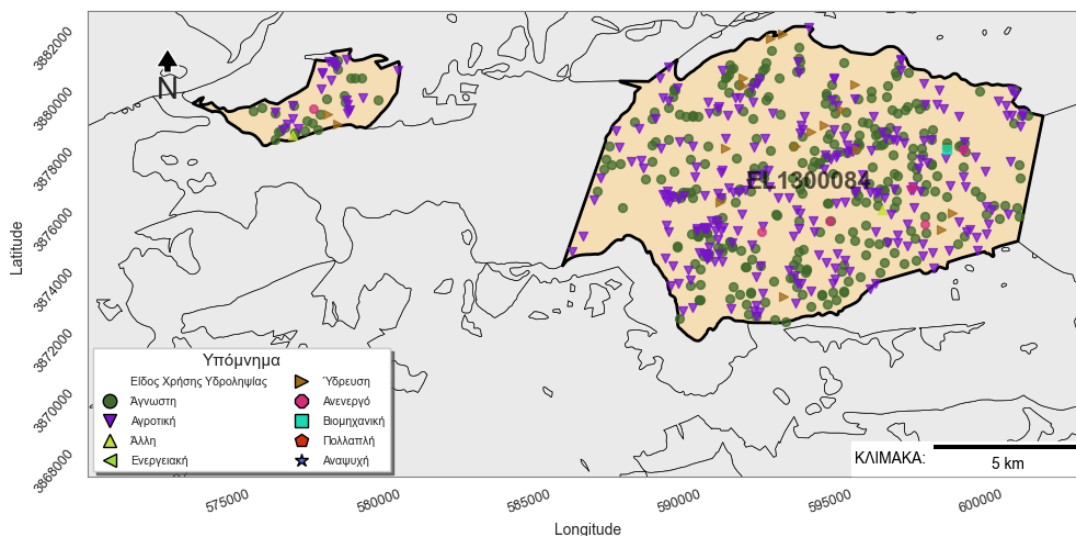 3882000
3880000
3878000
3876000
3874000
3872000
3870000
3868000
Latitude
N
EL1300084
Υπόμνημα
Είδος Χρήσης Υδροληψίας
Άγνωστη
Αγροτική
Άλλη
Ενεργειακή
Ύδρευση
Ανενεργό
Βιομηχανική
Πολλαπλή
Αναψυχή
ΚΛΙΜΑΚΑ:
5 km
575000
580000
585000
590000
595000
600000
Longitude